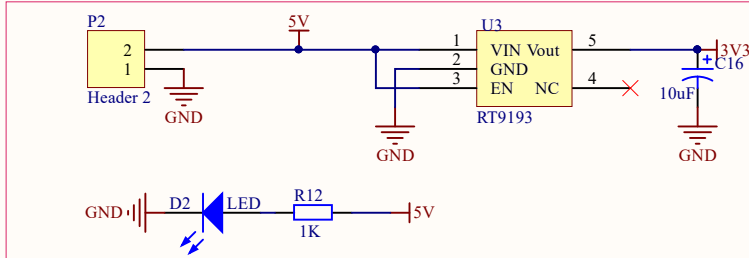 P2
5V
U3
2
1
VIN Vout
1
5
GND
2
3
EN NC
4
3V3
C16
10uF
Header 2
RT9193
GND
GND
GND
D2
LED
R12
GND
5V
1K